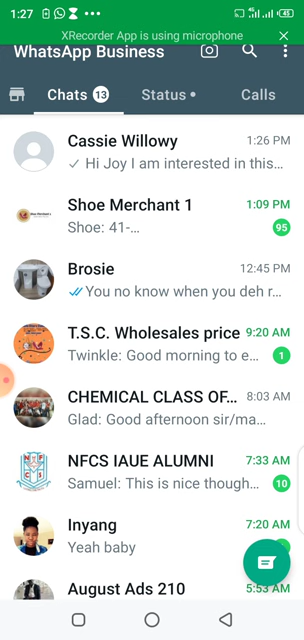 1:27
4G
45
XRecorder App is using microphone
WhatsApp Business
Chats 13
Status
Calls
Cassie Willowy 1:26 PM
Hi Joy I am interested in this...
Shoe Merchant 1 1:09 PM
Shoe: 41-... 95
Brosie 12:45 PM
You no know when you deh r...
T.S.C. Wholesales price 9:20 AM
Twinkle: Good morning to e... 1
CHEMICAL CLASS OF... 8:03 AM
Glad: Good afternoon sir/ma...
NFCS IAUE ALUMNI 7:33 AM
Samuel: This is nice though... 10
Inyang 7:20 AM
Yeah baby
August Ads 210 5:53 AM